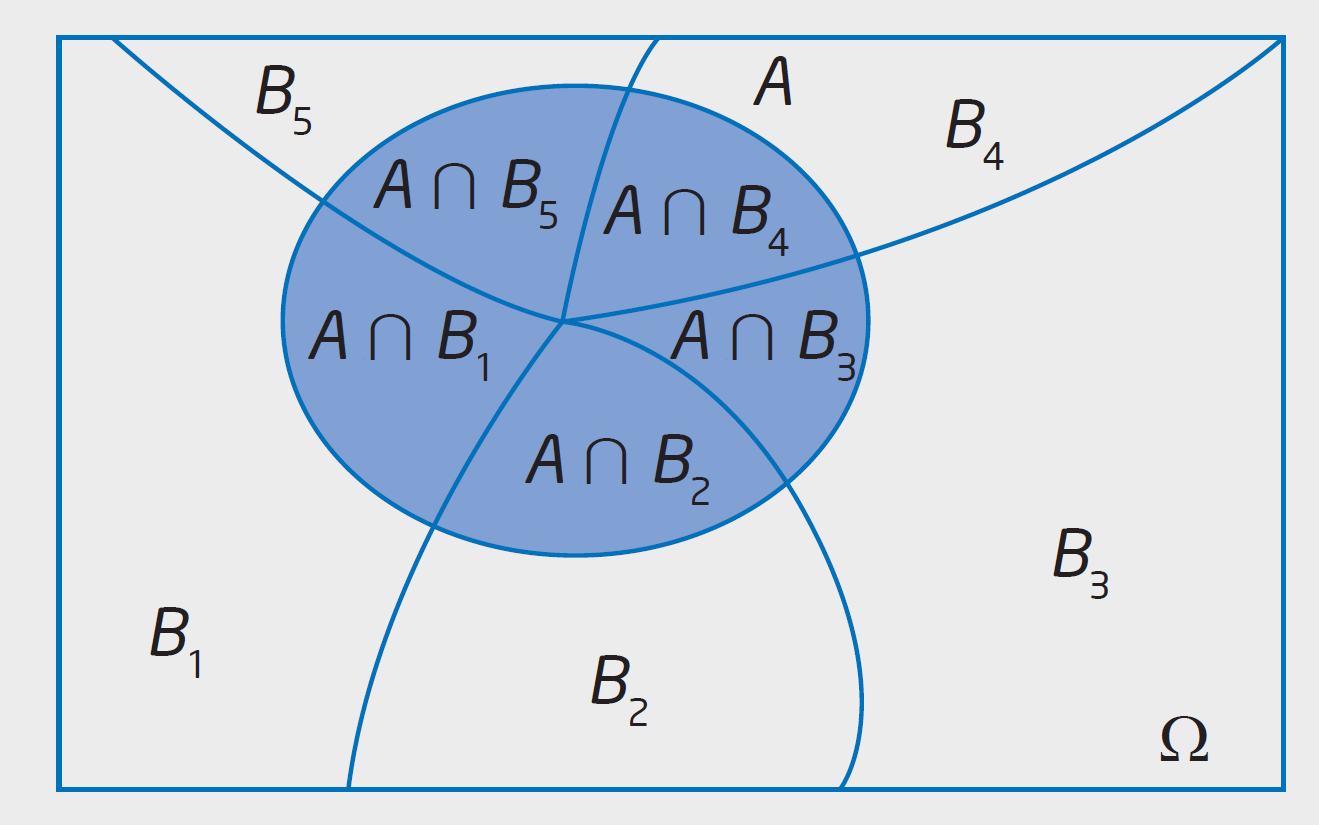 A
B₅
B₄
A ∩ B₅
A ∩ B₄
A ∩ B₁
A ∩ B₃
A ∩ B₂
B₃
B₁
B₂
Ω